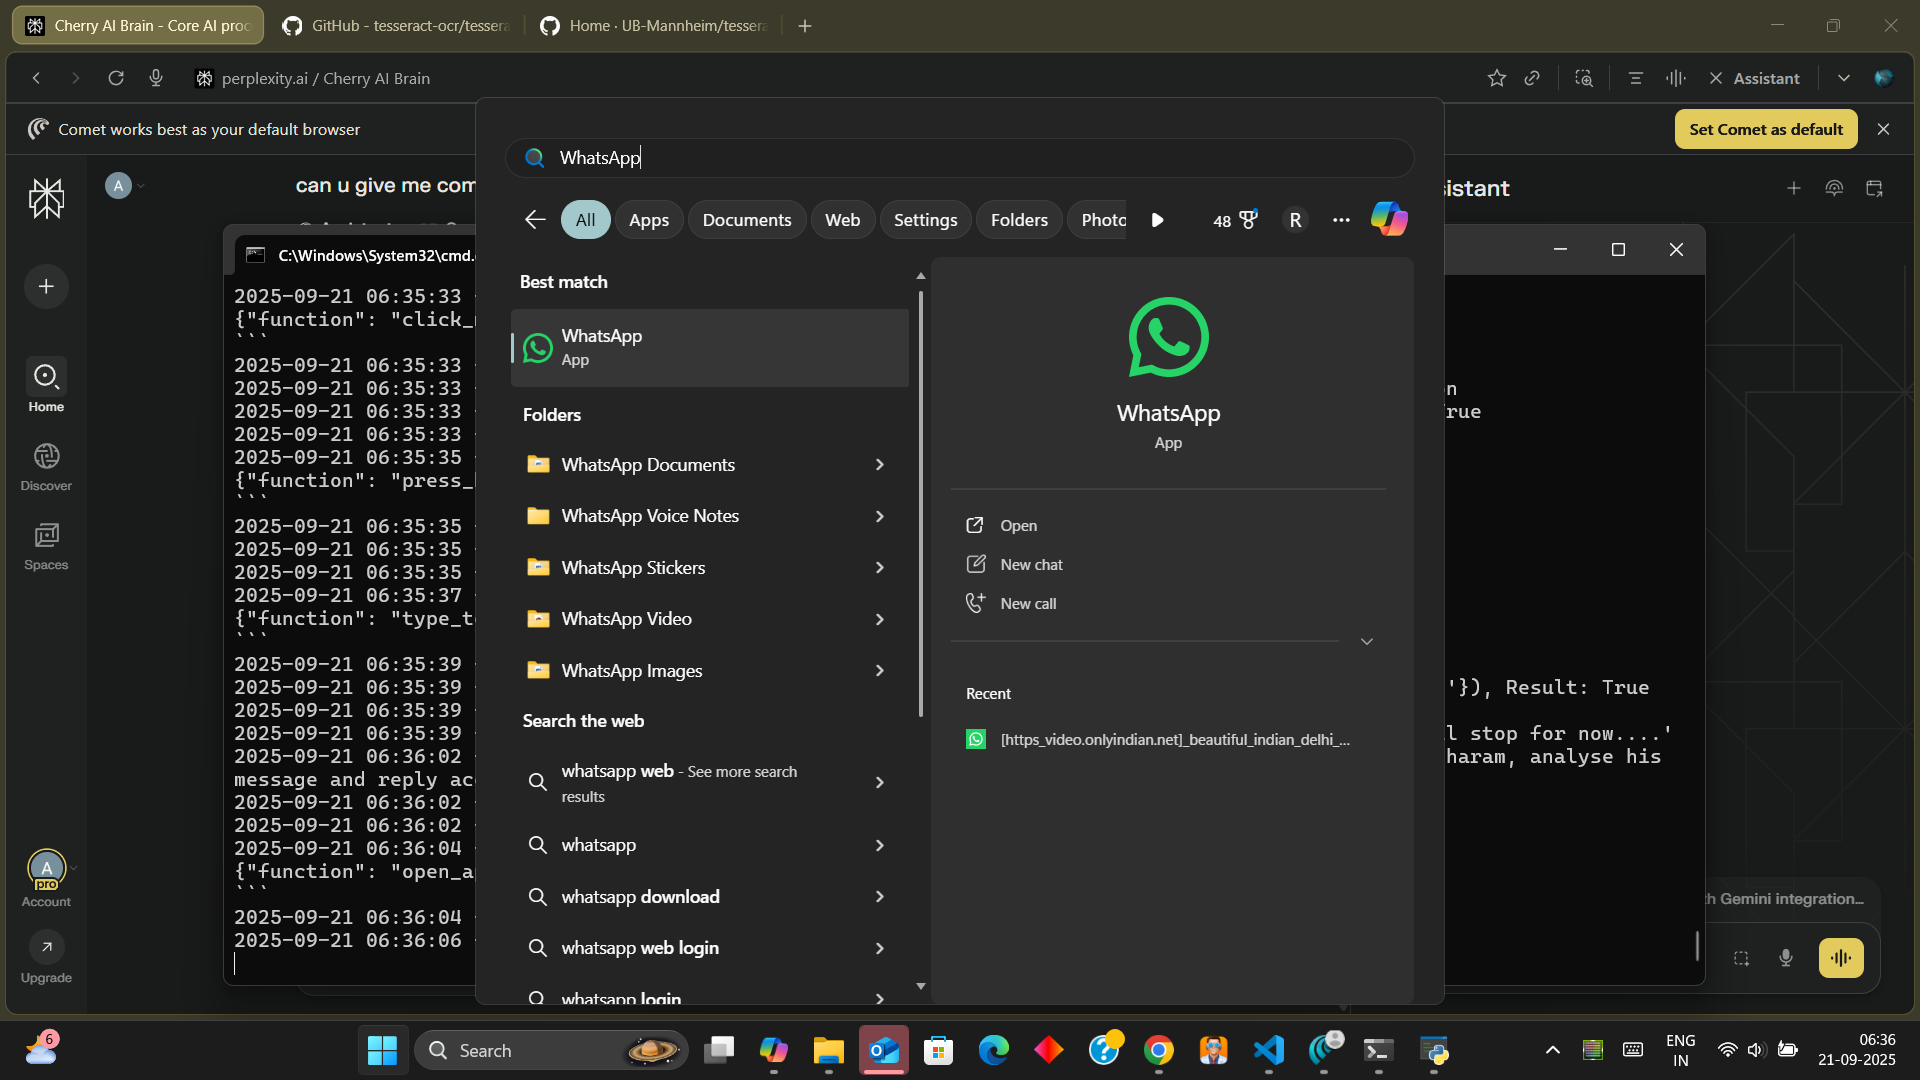 Cherry AI Brain - Core AI proc
GitHub - tesseract-ocr/tessera
Home · UB-Mannheim/tessera
perplexity.ai / Cherry AI Brain
Assistant
Comet works best as your default browser
Set Comet as default
A
can u give me com
istant
WhatsApp
All
Apps
Documents
Web
Settings
Folders
Photo
48
R
C:\Windows\System32\cmd.
Best match
WhatsApp
App
Folders
WhatsApp Documents
WhatsApp Voice Notes
WhatsApp Stickers
WhatsApp Video
WhatsApp Images
Search the web
whatsapp web - See more search
results
whatsapp
whatsapp download
whatsapp web login
whatsapp login
WhatsApp
App
Open
New chat
New call
Recent
[https_video.onlyindian.net]_beautiful_indian_delhi_...
2025-09-21 06:35:33
{"function": "click_
```
2025-09-21 06:35:33
2025-09-21 06:35:33
2025-09-21 06:35:33
2025-09-21 06:35:33
2025-09-21 06:35:35
{"function": "press_
```
2025-09-21 06:35:35
2025-09-21 06:35:35
2025-09-21 06:35:35
2025-09-21 06:35:37
{"function": "type_t
```
2025-09-21 06:35:39
2025-09-21 06:35:39
2025-09-21 06:35:39
2025-09-21 06:35:39
2025-09-21 06:36:02
message and reply ac
2025-09-21 06:36:02
2025-09-21 06:36:02
2025-09-21 06:36:04
{"function": "open_a
```
2025-09-21 06:36:04
2025-09-21 06:36:06
n
rue
'}), Result: True
l stop for now....'
haram, analyse his
h Gemini integration...
Home
Discover
Spaces
A
pro
Account
Upgrade
6
Search
ENG
IN
06:36
21-09-2025